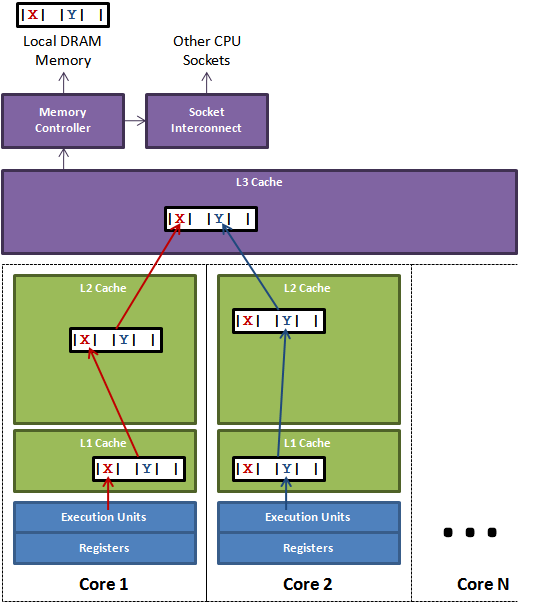 |X| |Y| |
Local DRAM
Memory
Other CPU
Sockets
Memory
Controller
Socket
Interconnect
L3 Cache
|X| |Y| |
L2 Cache
|X| |Y| |
L1 Cache
|X| |Y| |
Execution Units
Registers
Core 1
L2 Cache
|X| |Y| |
L1 Cache
|X| |Y| |
Execution Units
Registers
Core 2
...
Core N